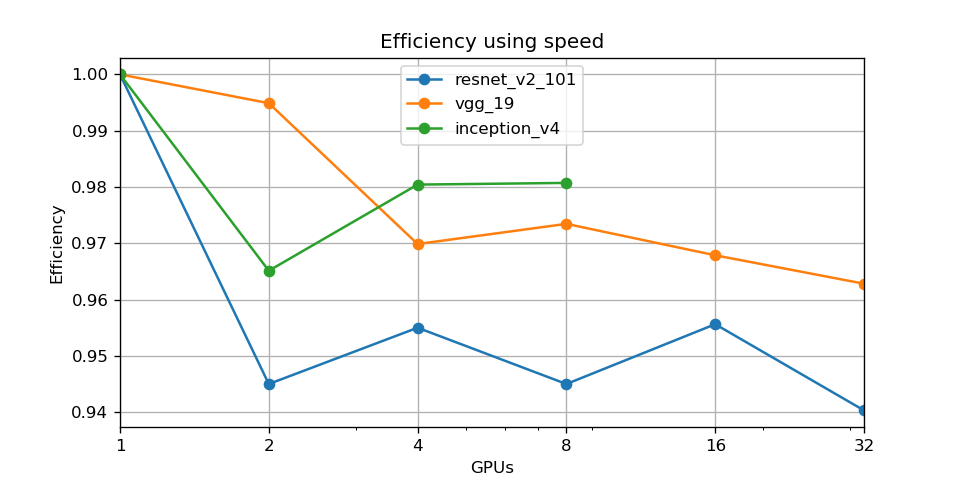 Efficiency using speed
resnet_v2_101
vgg_19
inception_v4
Efficiency
1.00
0.99
0.98
0.97
0.96
0.95
0.94
1 2 4 8 16 32
GPUs